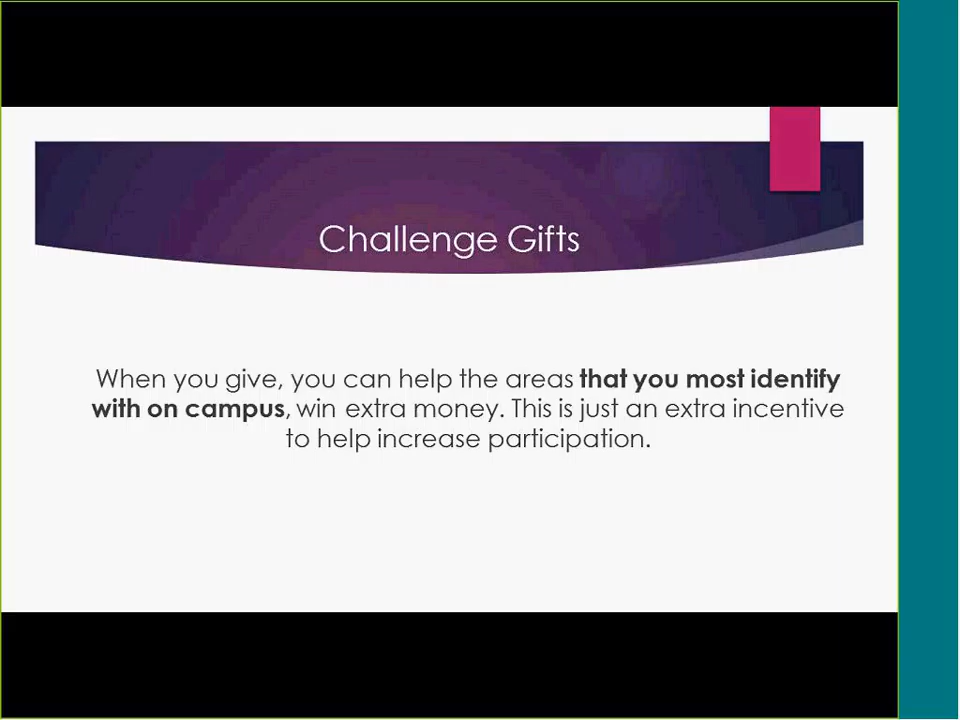 Challenge Gifts
When you give, you can help the areas that you most identify
with on campus, win extra money. This is just an extra incentive
to help increase participation.